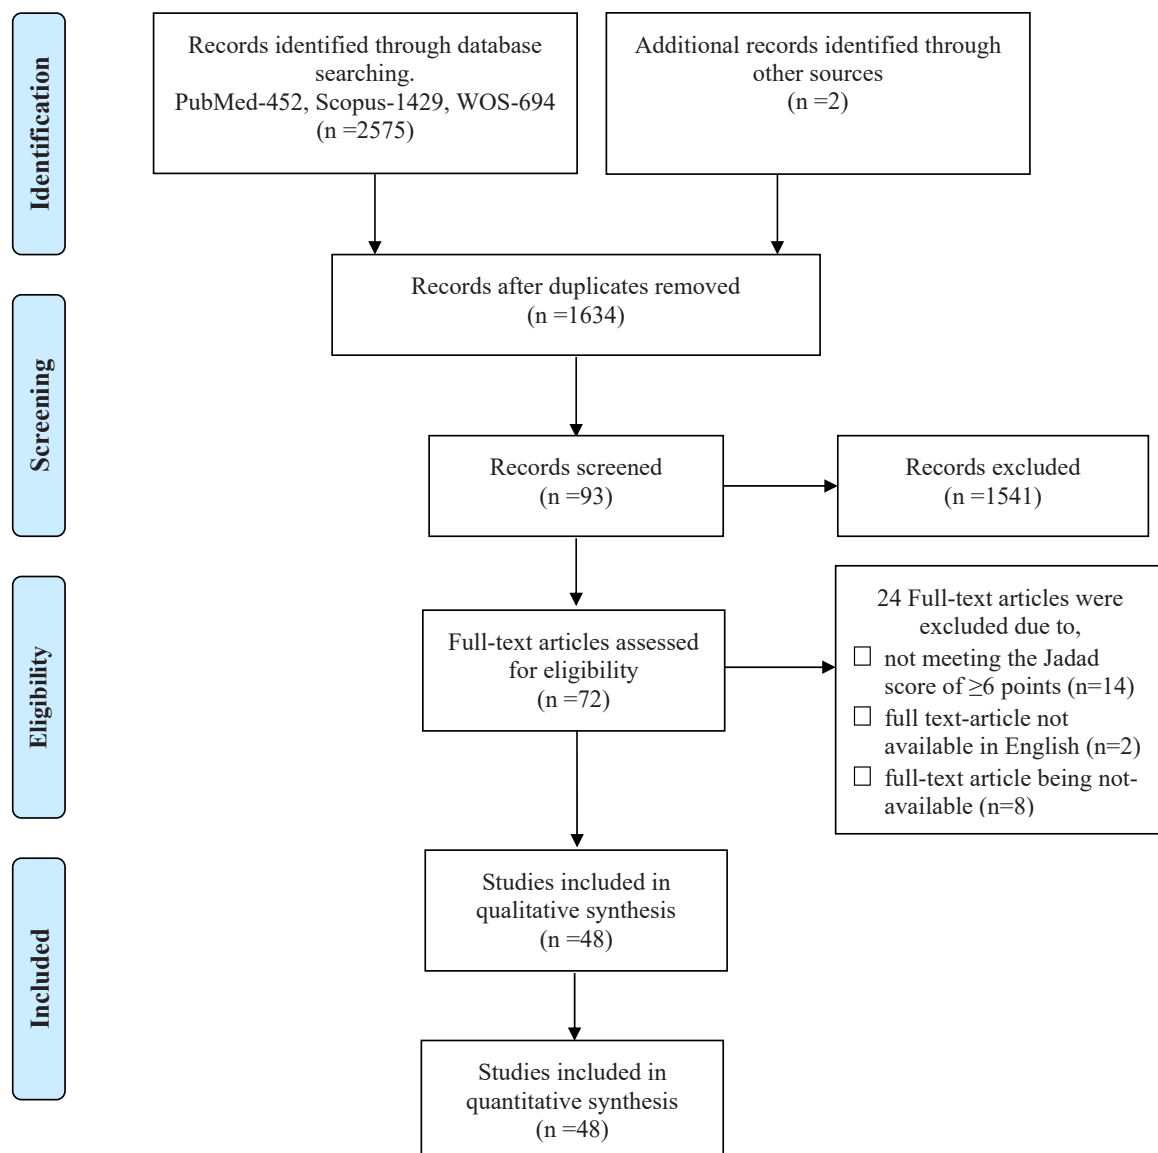 Identification
Records identified through database
searching.
PubMed-452, Scopus-1429, WOS-694
(n =2575)
Additional records identified through
other sources
(n =2)
Records after duplicates removed
(n =1634)
Screening
Records screened
(n =93)
Records excluded
(n =1541)
Eligibility
Full-text articles assessed
for eligibility
(n =72)
24 Full-text articles were
excluded due to,
☐ not meeting the Jadad
score of ≥6 points (n=14)
☐ full text-article not
available in English (n=2)
☐ full-text article being not-
available (n=8)
Included
Studies included in
qualitative synthesis
(n =48)
Studies included in
quantitative synthesis
(n =48)